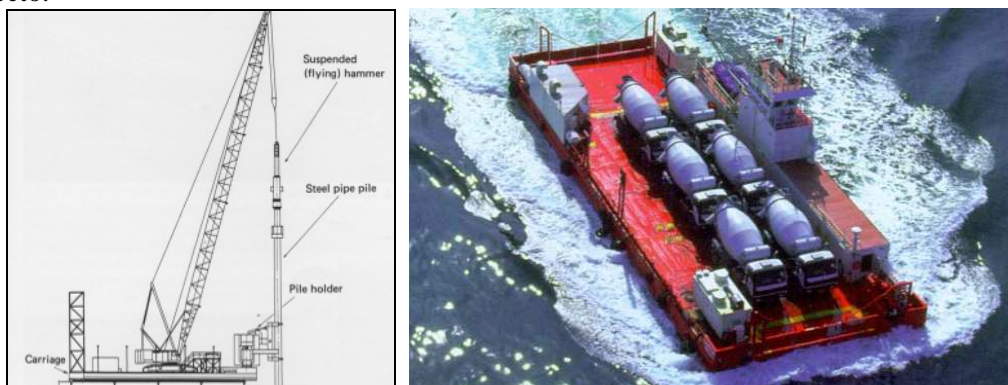 Suspended
(flying) hammer
Steel pipe pile
Pile holder
Carriage